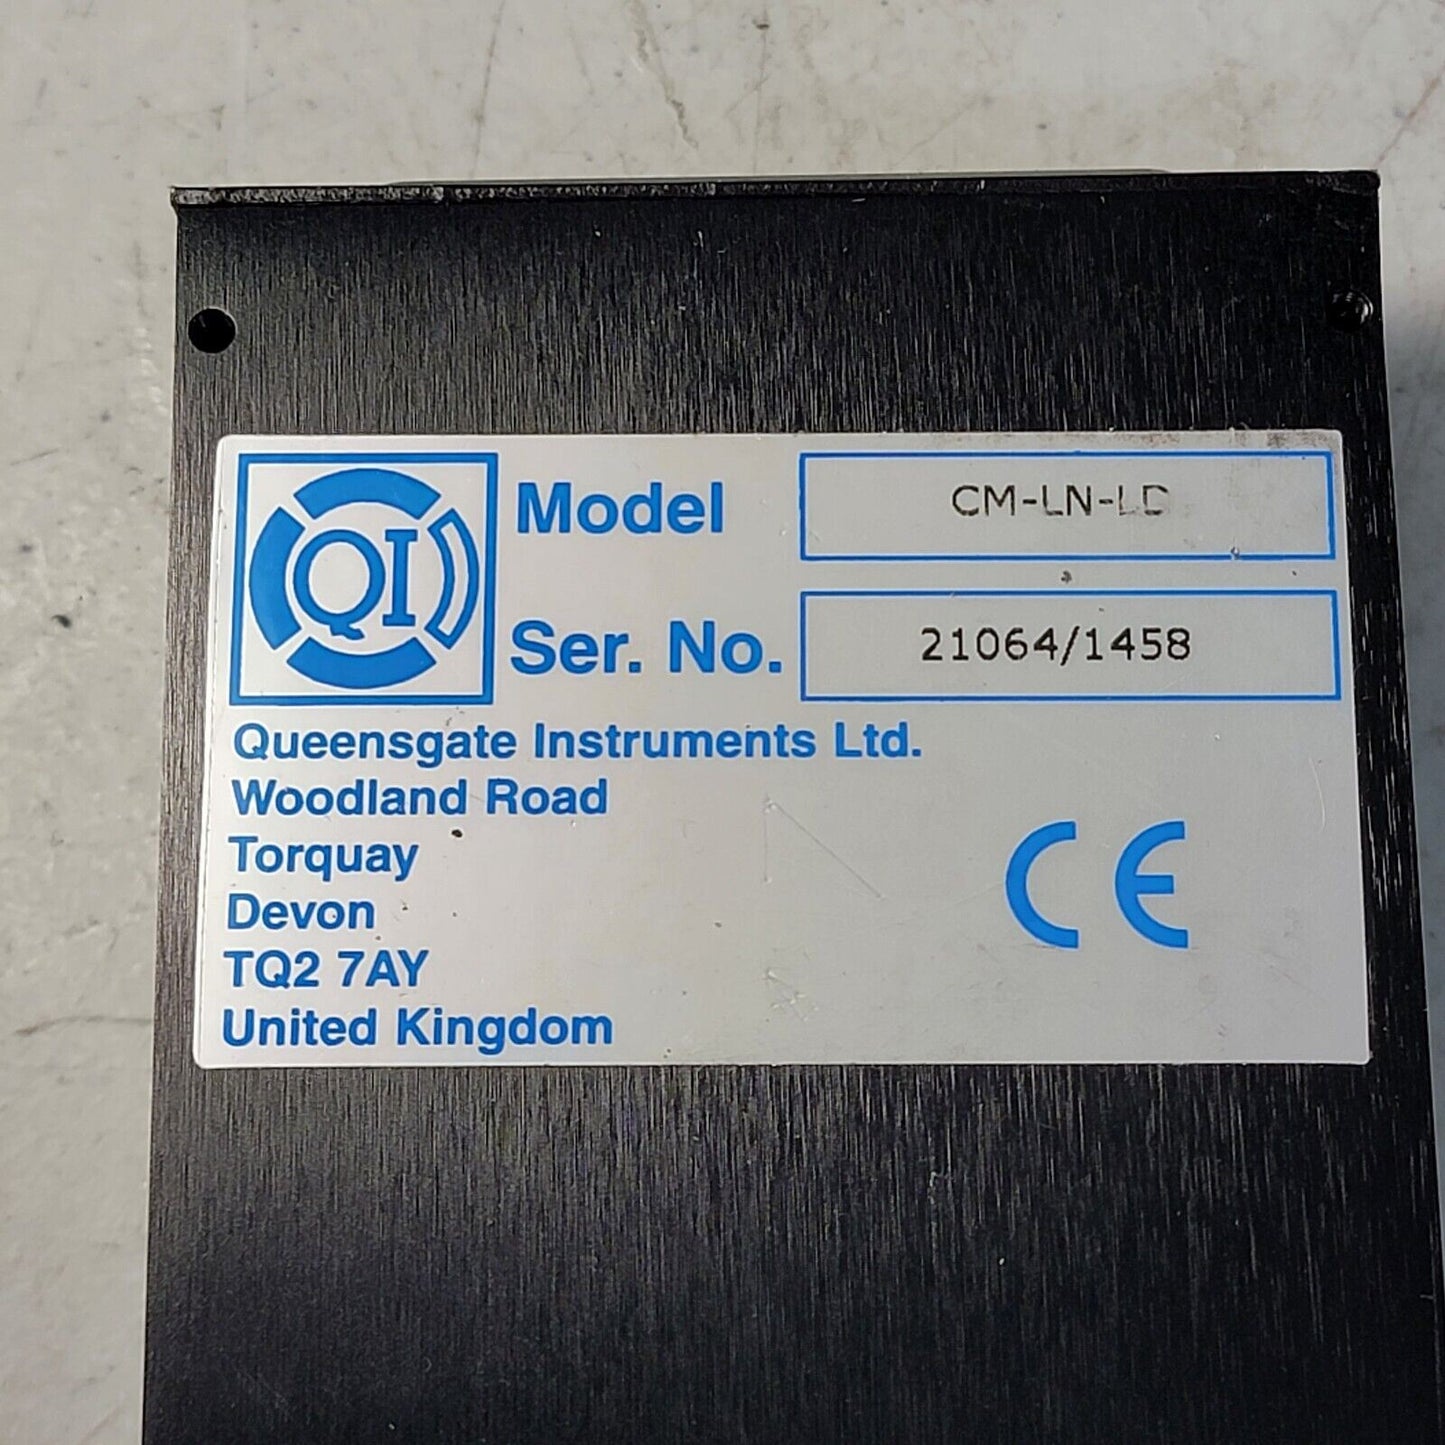 QI
Model CM-LN-LD
Ser. No. 21064/1458
Queensgate Instruments Ltd.
Woodland Road
Torquay
Devon
TQ2 7AY
United Kingdom
CE